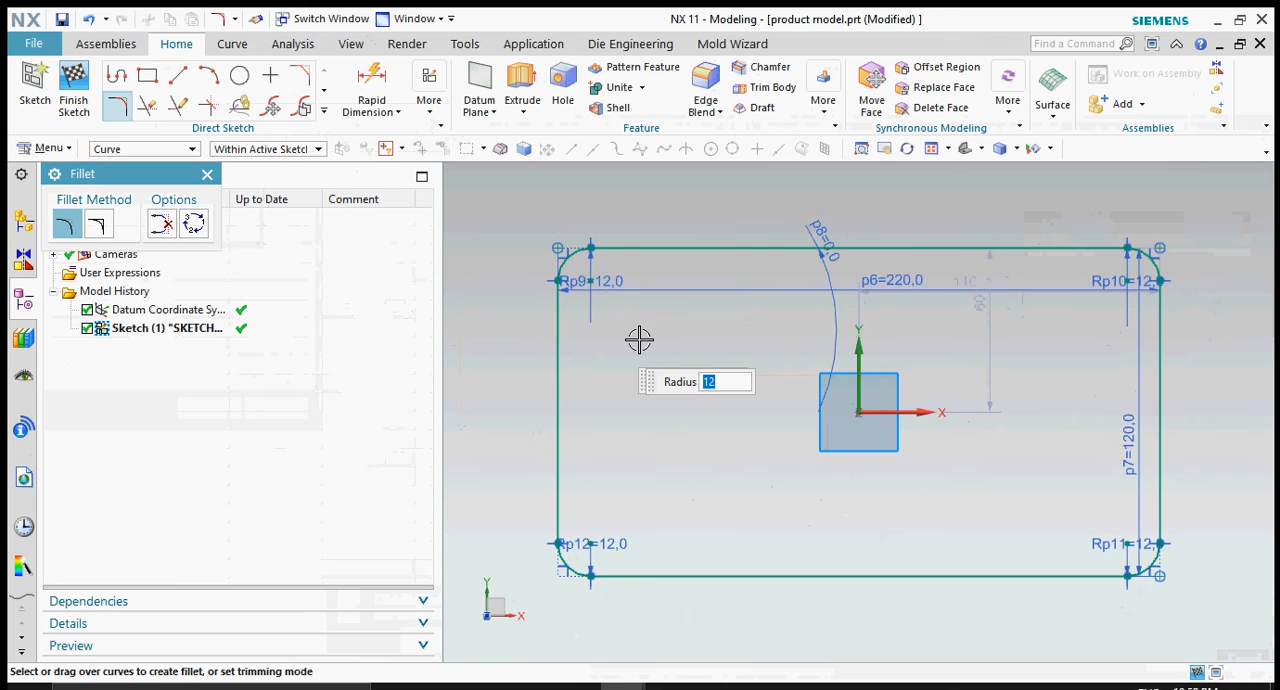 NX
Switch Window
Window
NX 11 - Modeling - [product model.prt (Modified) ]
SIEMENS
File
Assemblies
Home
Curve
Analysis
View
Render
Tools
Application
Die Engineering
Mold Wizard
Find a Command
Sketch
Finish
Sketch
Rapid
Dimension
More
Direct Sketch
Datum
Plane
Extrude
Hole
Pattern Feature
Unite
Shell
Edge
Blend
Chamfer
Trim Body
Draft
More
Feature
Move
Face
Offset Region
Replace Face
Delete Face
More
Synchronous Modeling
Surface
Work on Assembly
Add
Assemblies
Menu
Curve
Within Active Sketcl
Fillet
Fillet Method
Options
Up to Date
Comment
Cameras
User Expressions
Model History
Datum Coordinate Sy...
Sketch (1) "SKETCH...
Dependencies
Details
Preview
p8=0,0
Rp9=12,0
p6=220,0
Rp10=12,
60
Y
Radius 12
X
p7=120,0
Rp12=12,0
Rp11=12,
Y
X
Select or drag over curves to create fillet, or set trimming mode